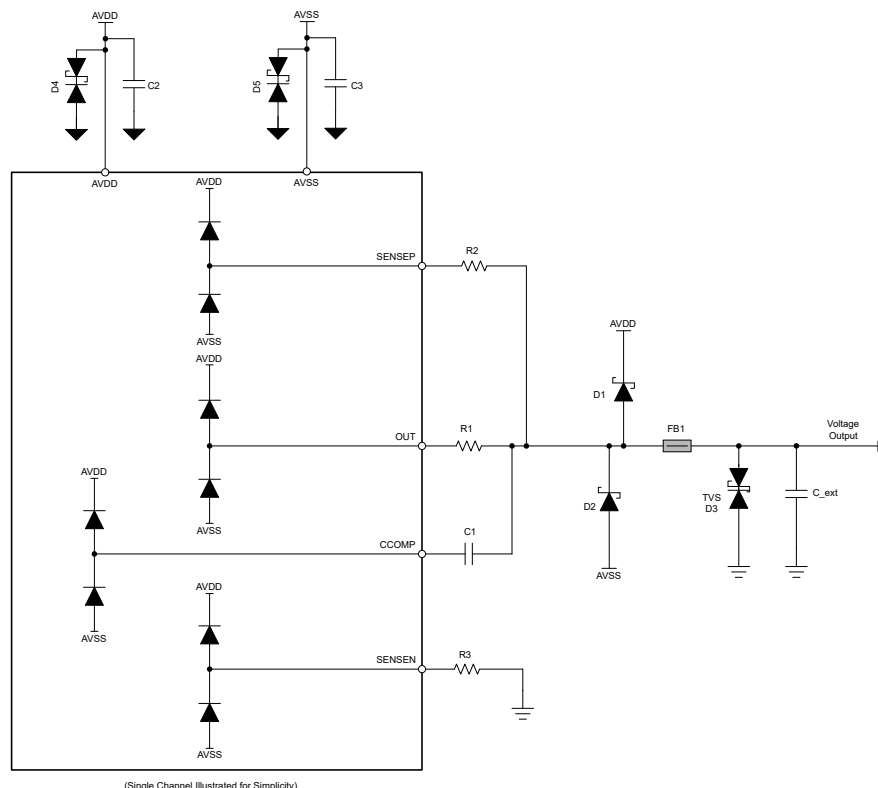 AVDD
AVSS
D4
C2
D5
C3
AVDD
AVSS
AVDD
SENSEP
R2
AVSS
AVDD
AVDD
D1
FB1
Voltage
Output
OUT
R1
AVDD
TVS
D3
C_ext
D2
AVSS
CCOMP
C1
AVSS
AVDD
AVSS
SENSEN
R3
AVSS
(Single Channel Illustrated for Simplicity)